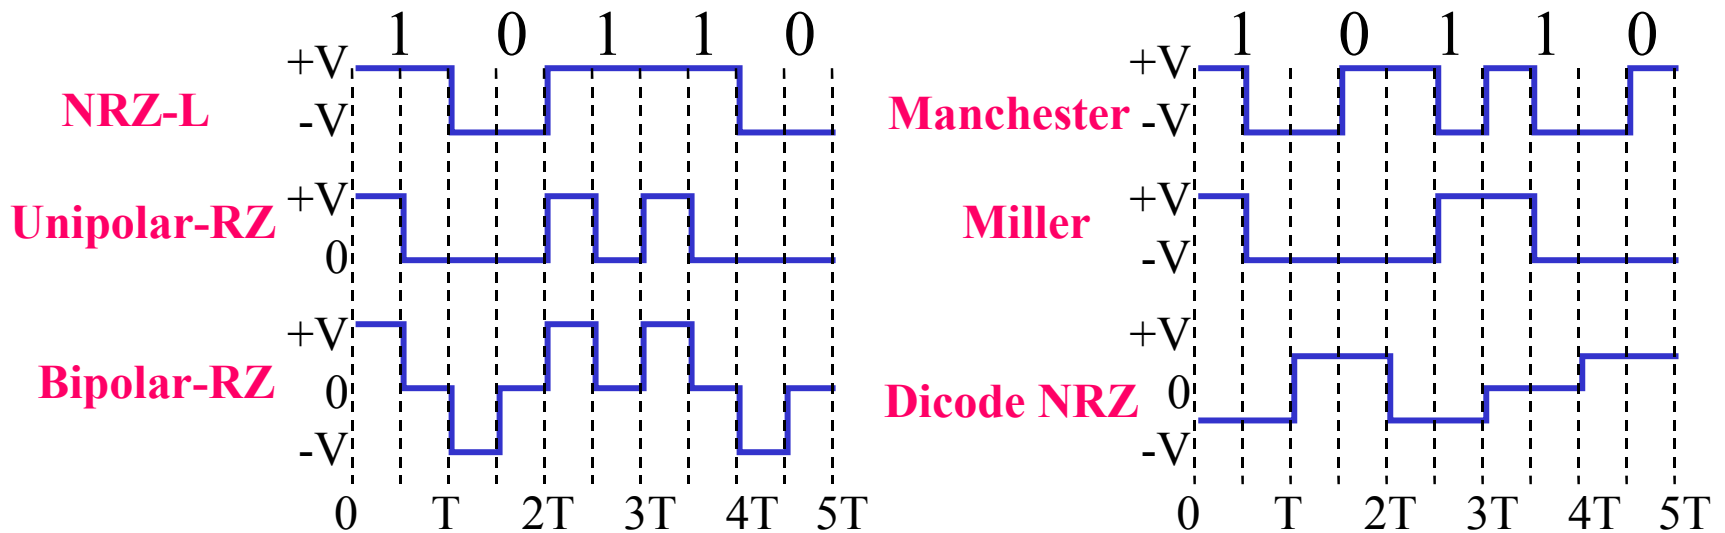 1 0 1 1 0
+V
NRZ-L
-V
+V
Unipolar-RZ
0
+V
Bipolar-RZ
0
-V
0 T 2T 3T 4T 5T
1 0 1 1 0
+V
Manchester
-V
+V
Miller
-V
+V
Dicode NRZ
0
-V
0 T 2T 3T 4T 5T